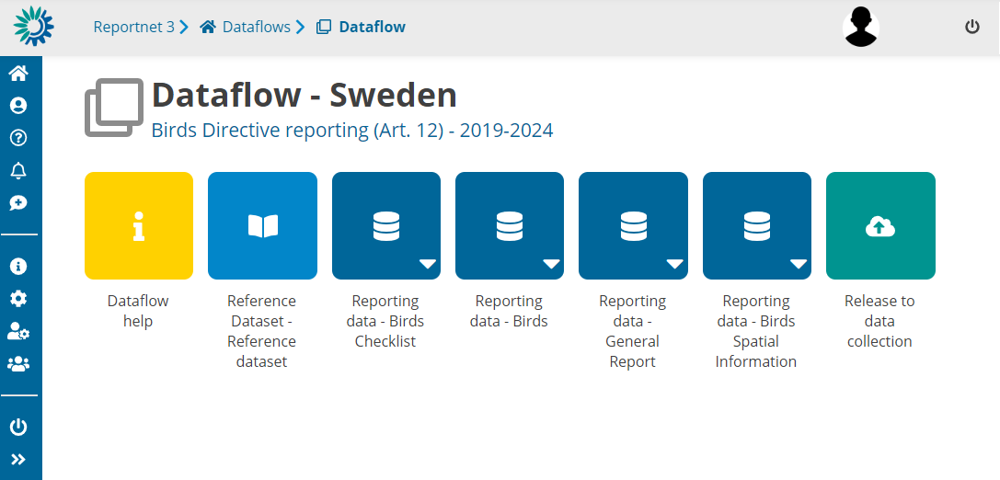 Reportnet 3 Dataflows Dataflow
Dataflow - Sweden
Birds Directive reporting (Art. 12) - 2019-2024
Dataflow
help
Reference
Dataset -
Reference
dataset
Reporting
data - Birds
Checklist
Reporting
data - Birds
Reporting
data -
General
Report
Reporting
data - Birds
Spatial
Information
Release to
data
collection